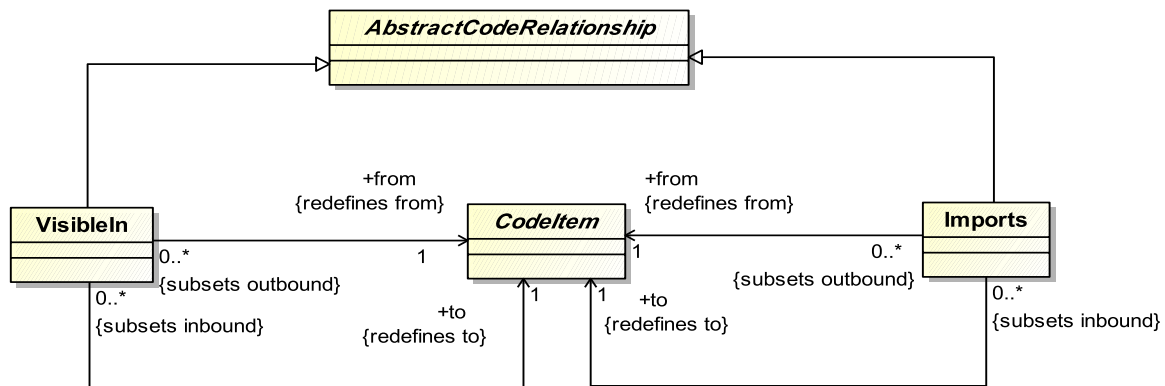 AbstractCodeRelationship
+from
{redefines from}
+from
{redefines from}
VisibleIn
CodeItem
Imports
0..*
1
1
0..*
{subsets outbound}
{subsets outbound}
0..*
{subsets inbound}
+to
{redefines to}
1
1
+to
{redefines to}
0..*
{subsets inbound}